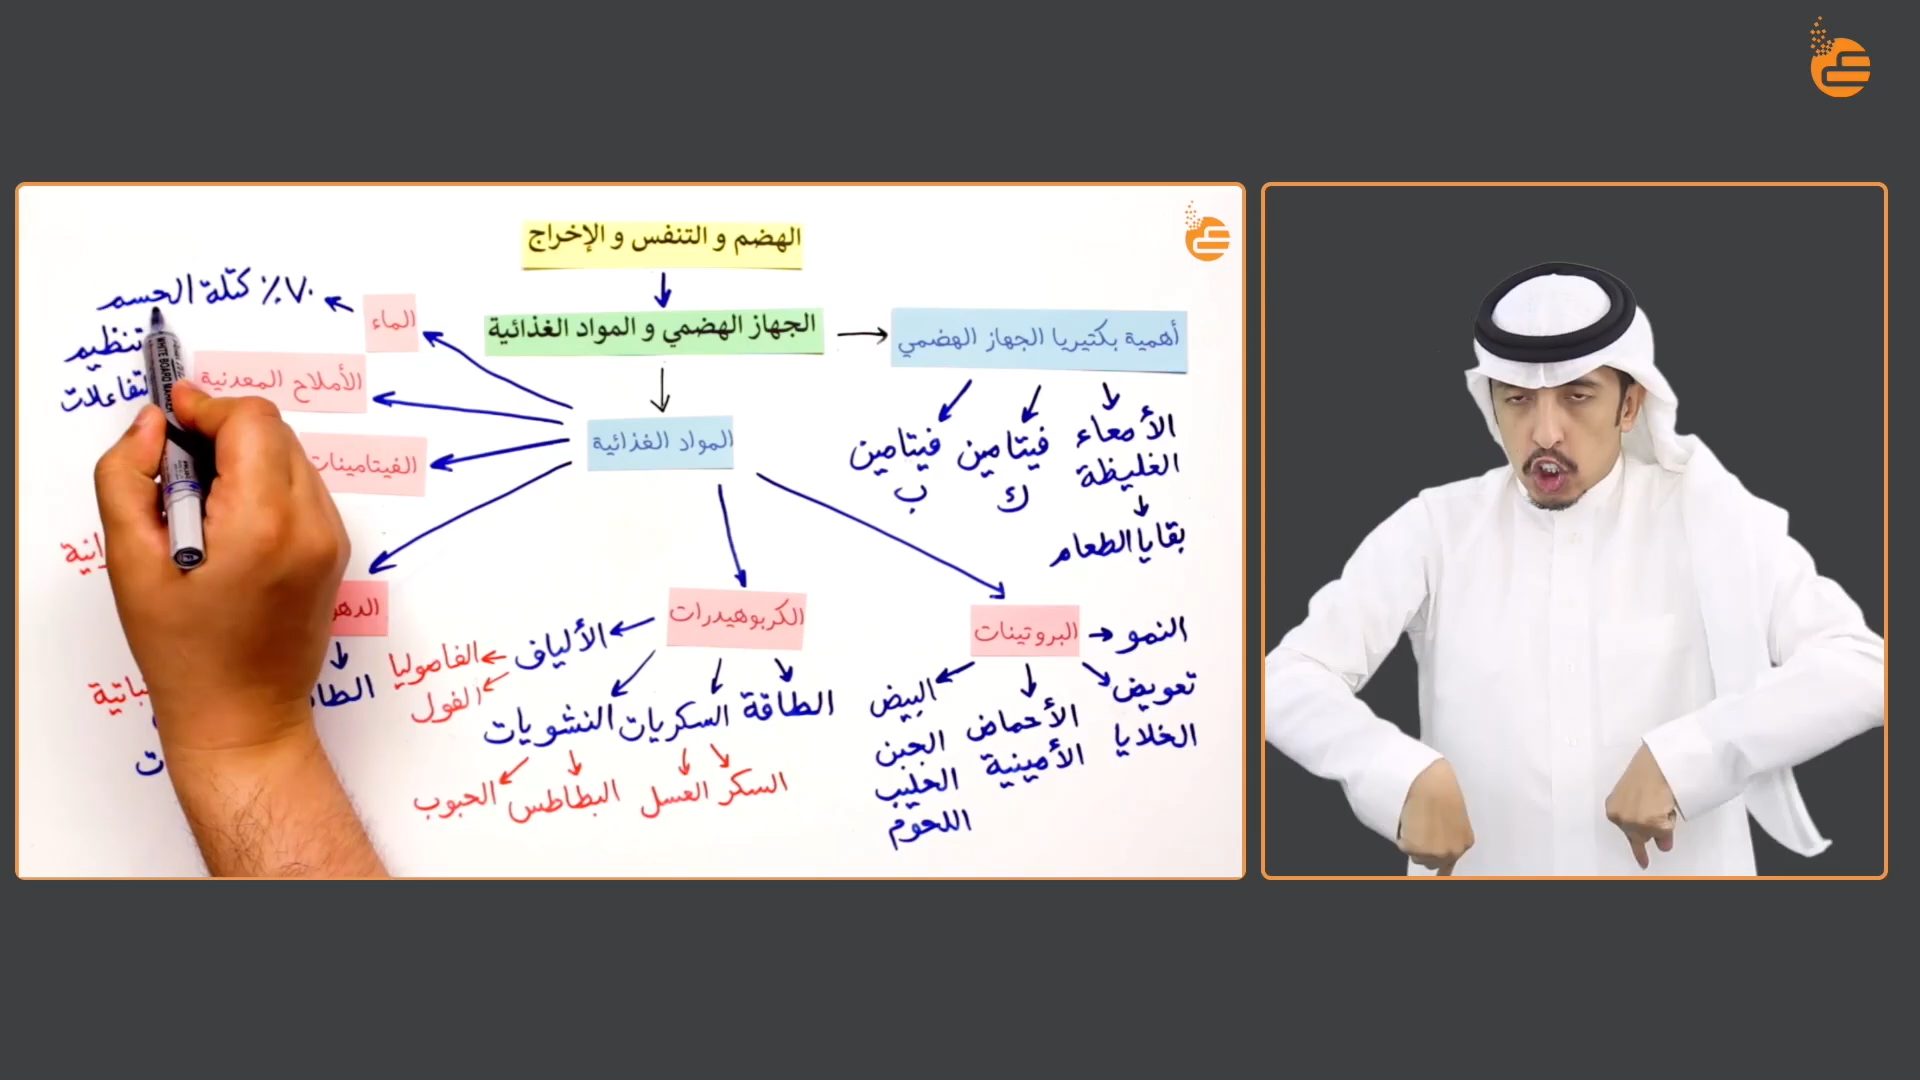 الهضم و التنفس و الإخراج
الجهاز الهضمي و المواد الغذائية
أهمية بكتيريا الجهاز الهضمي
الأمعاء
الغليظة
بقايا الطعام
فيتامين
ك
فيتامين
ب
المواد الغذائية
الماء
٧٠٪ كتلة الجسم
الأملاح المعدنية
تنظيم
التفاعلات
الفيتامينات
الكربوهيدرات
الطاقة
السكريات
السكر
العسل
النشويات
البطاطس
الحبوب
الألياف
الفاصوليا
الفول
البروتينات
النمو
تعويض
الخلايا
الأحماض
الأمينية
البيض
الجبن
الحليب
اللحوم